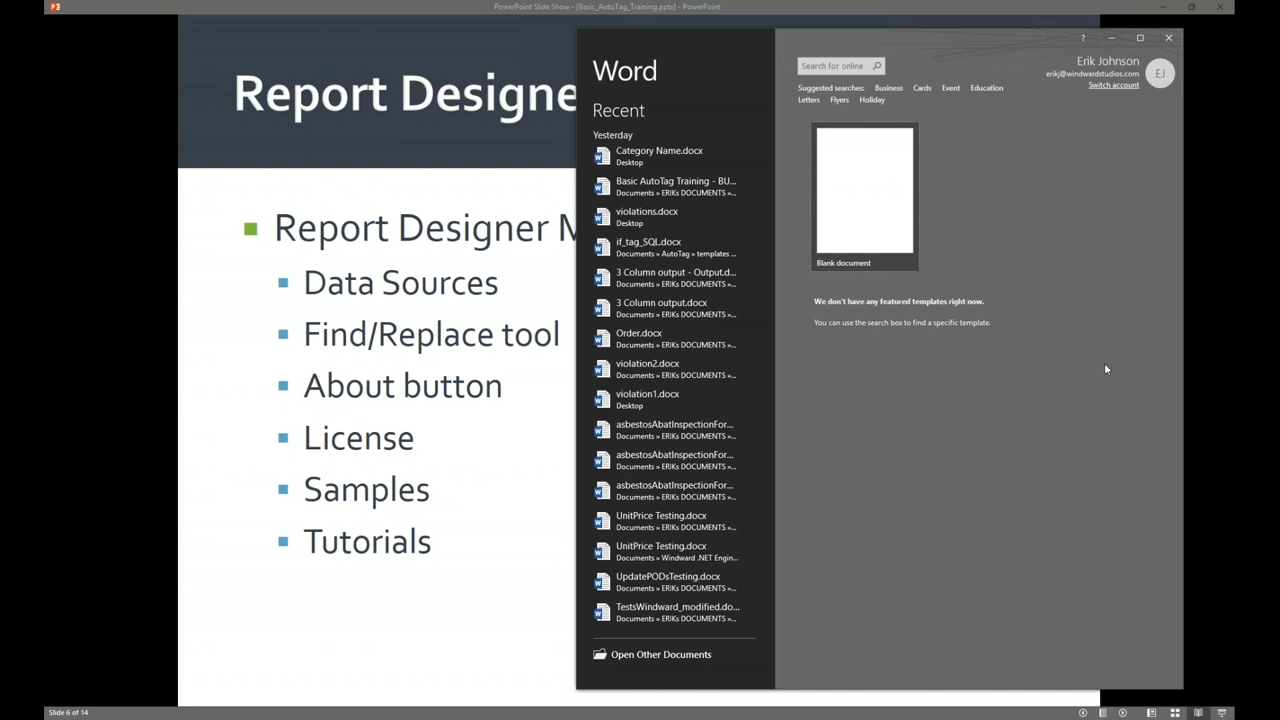 PowerPoint Slide Show - [Basic_AutoTag_Training.pptx] - PowerPoint
Report Designe
Report Designer M
Data Sources
Find/Replace tool
About button
License
Samples
Tutorials
Word
Recent
Yesterday
Category Name.docx
Desktop
Basic AutoTag Training - BU...
Documents » ERIKs DOCUMENTS »...
violations.docx
Desktop
if_tag_SQL.docx
Documents » AutoTag » templates ...
3 Column output - Output.d...
Documents » ERIKs DOCUMENTS »...
3 Column output.docx
Documents » ERIKs DOCUMENTS »...
Order.docx
Documents » ERIKs DOCUMENTS »...
violation2.docx
Documents » ERIKs DOCUMENTS »...
violation1.docx
Desktop
asbestosAbatInspectionFor...
Documents » ERIKs DOCUMENTS »...
asbestosAbatInspectionFor...
Documents » ERIKs DOCUMENTS »...
asbestosAbatInspectionFor...
Documents » ERIKs DOCUMENTS »...
UnitPrice Testing.docx
Documents » ERIKs DOCUMENTS »...
UnitPrice Testing.docx
Documents » Windward .NET Engin...
UpdatePODsTesting.docx
Documents » ERIKs DOCUMENTS »...
TestsWindward_modified.do...
Documents » ERIKs DOCUMENTS »...
Open Other Documents
?
Search for online
Erik Johnson
erikj@windwardstudios.com
Switch account
EJ
Suggested searches: Business Cards Event Education
Letters Flyers Holiday
Blank document
We don't have any featured templates right now.
You can use the search box to find a specific template.
Slide 6 of 14